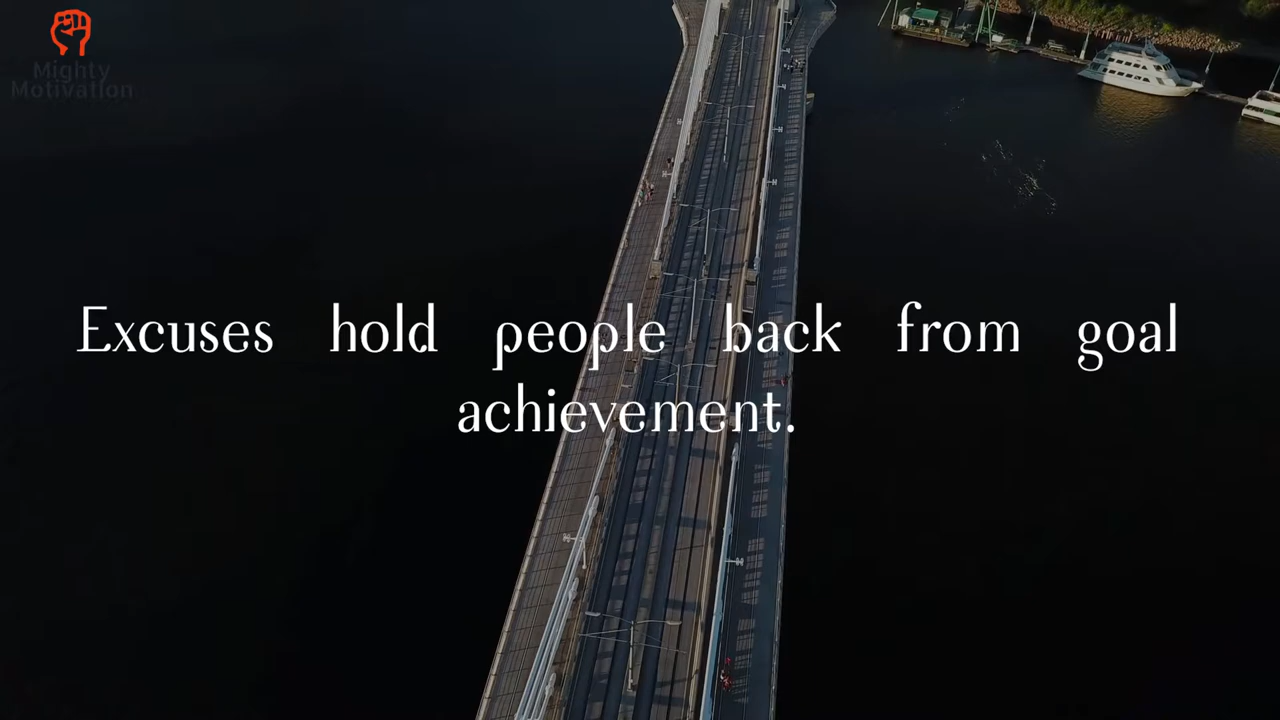 Mighty
Motivation
Excuses hold people back from goal
achievement.